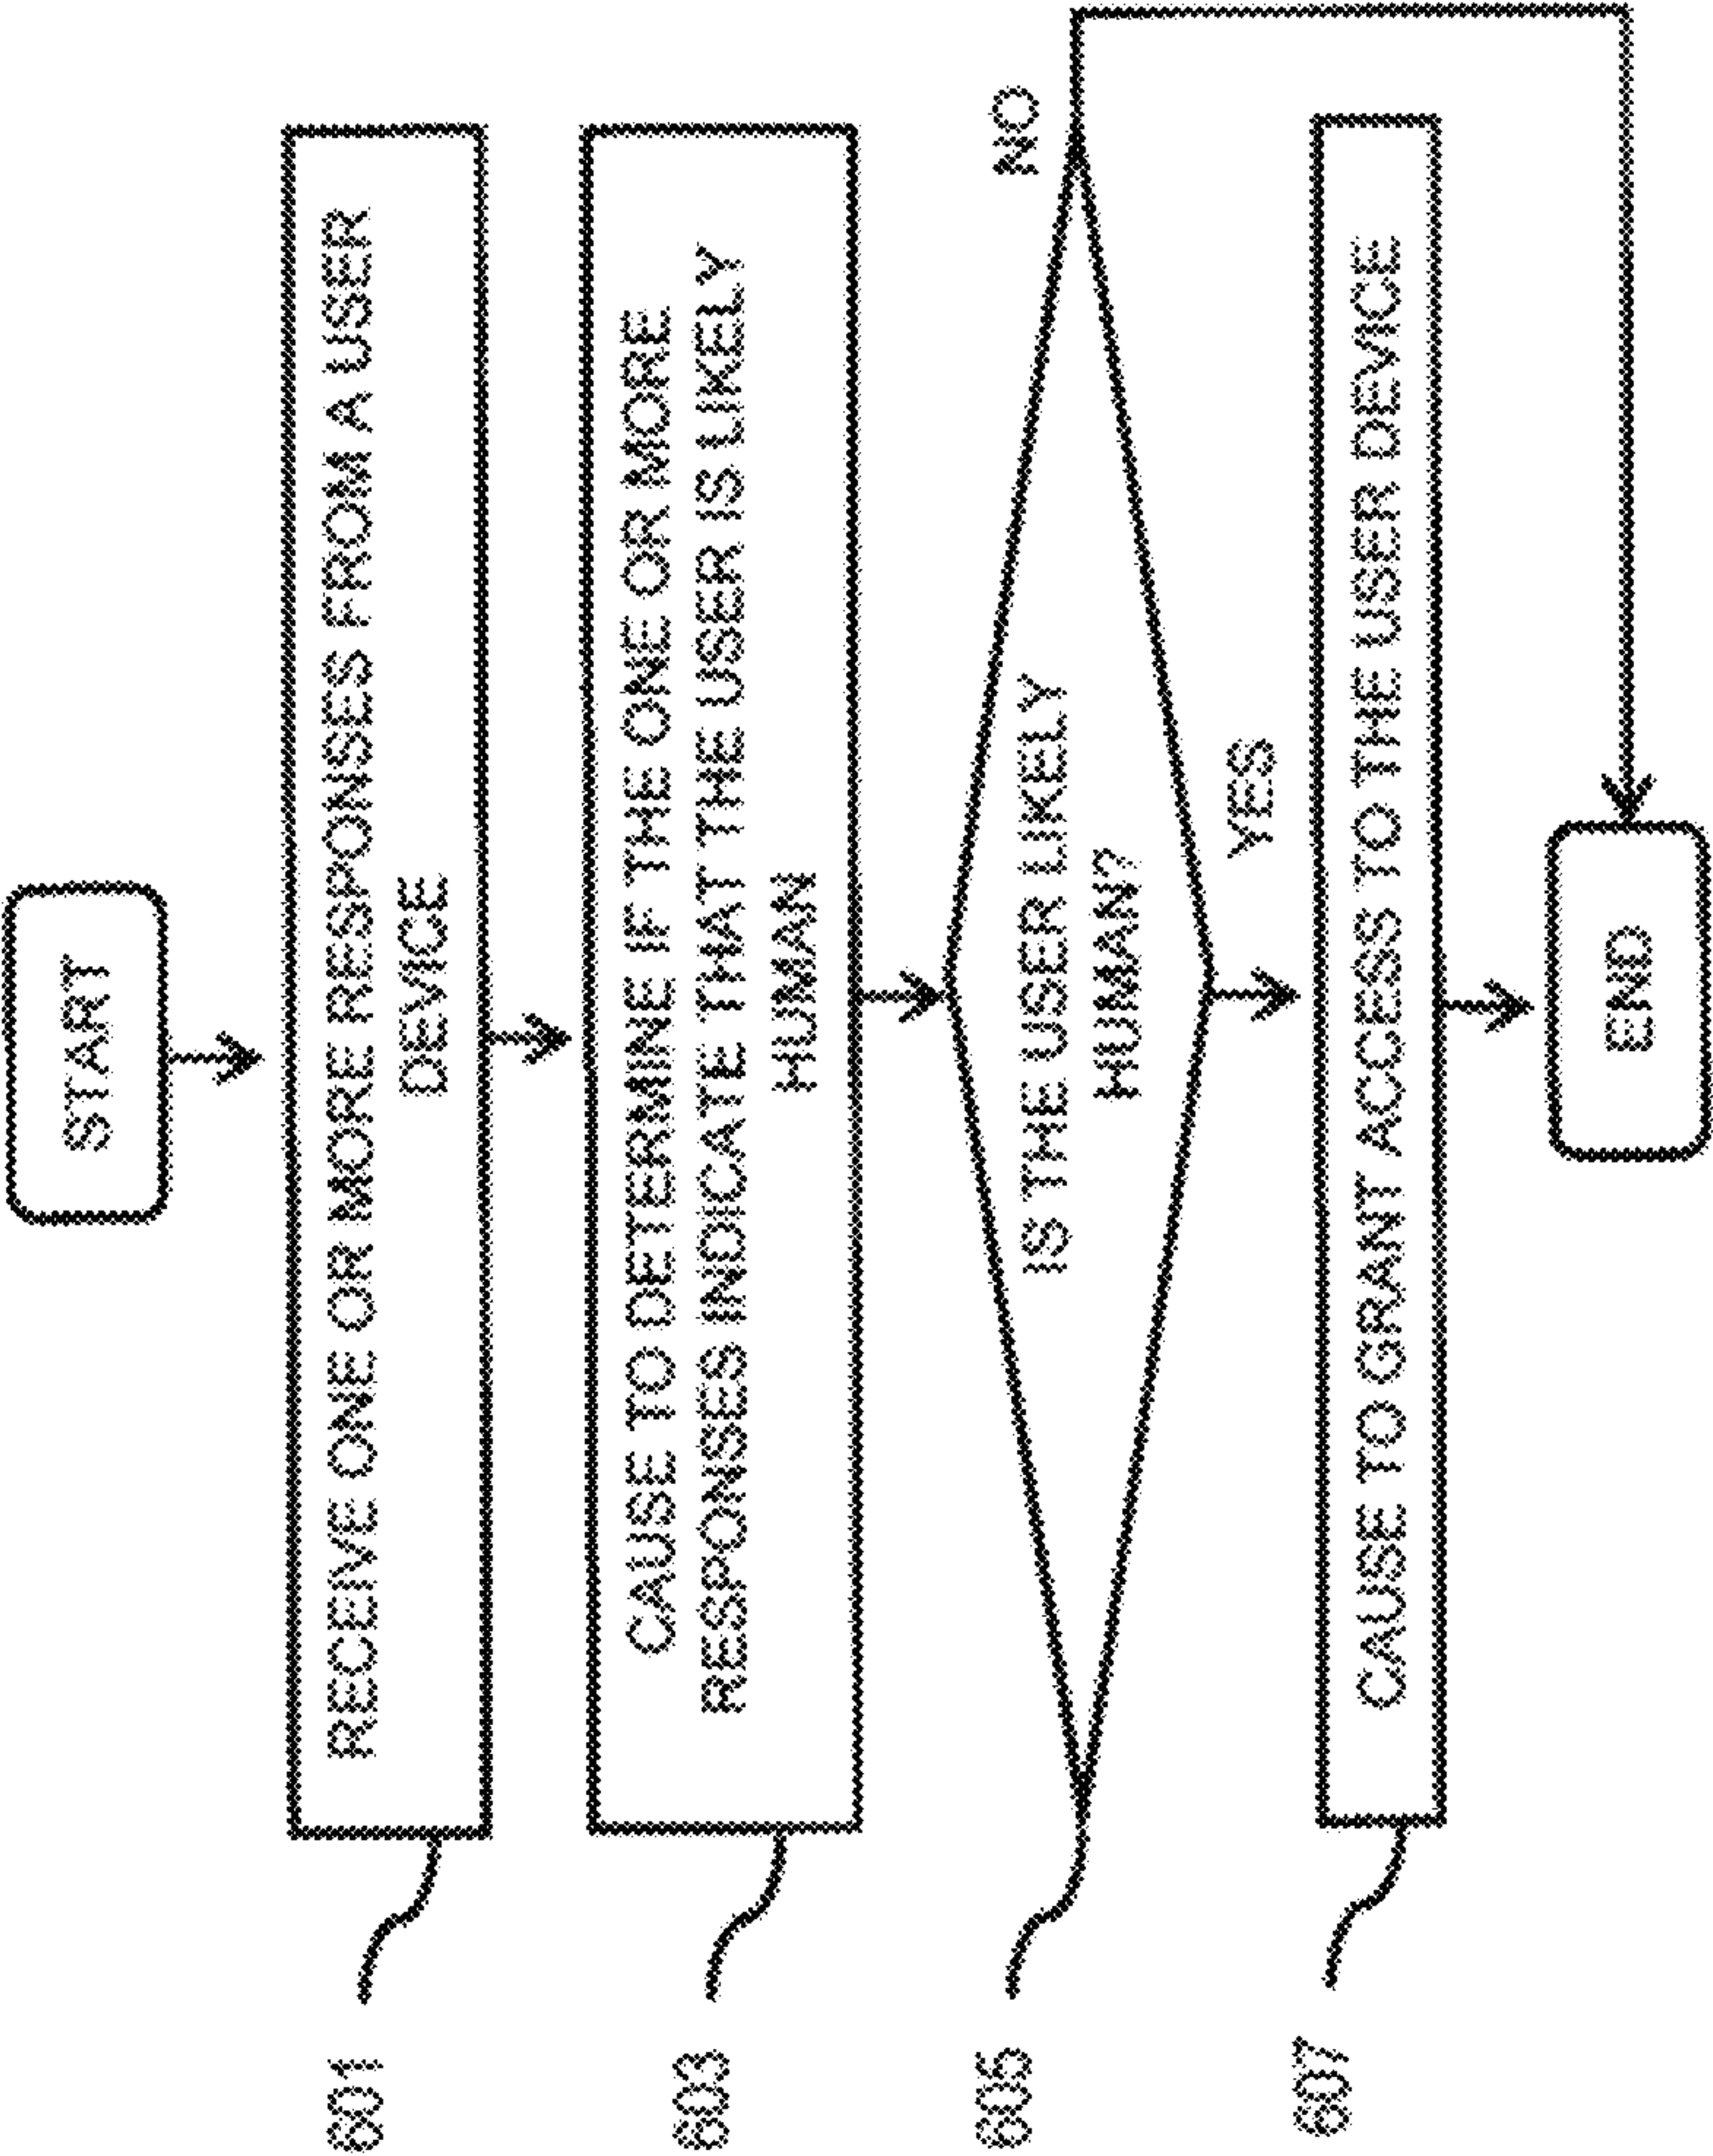 START
601
RECEIVE ONE OR MORE RESPONSES FROM A USER
DEVICE
603
CAUSE TO DETERMINE IF THE ONE OR MORE
RESPONSES INDICATE THAT THE USER IS LIKELY
HUMAN
605
IS THE USER LIKELY
HUMAN?
NO
YES
607
CAUSE TO GRANT ACCESS TO THE USER DEVICE
END